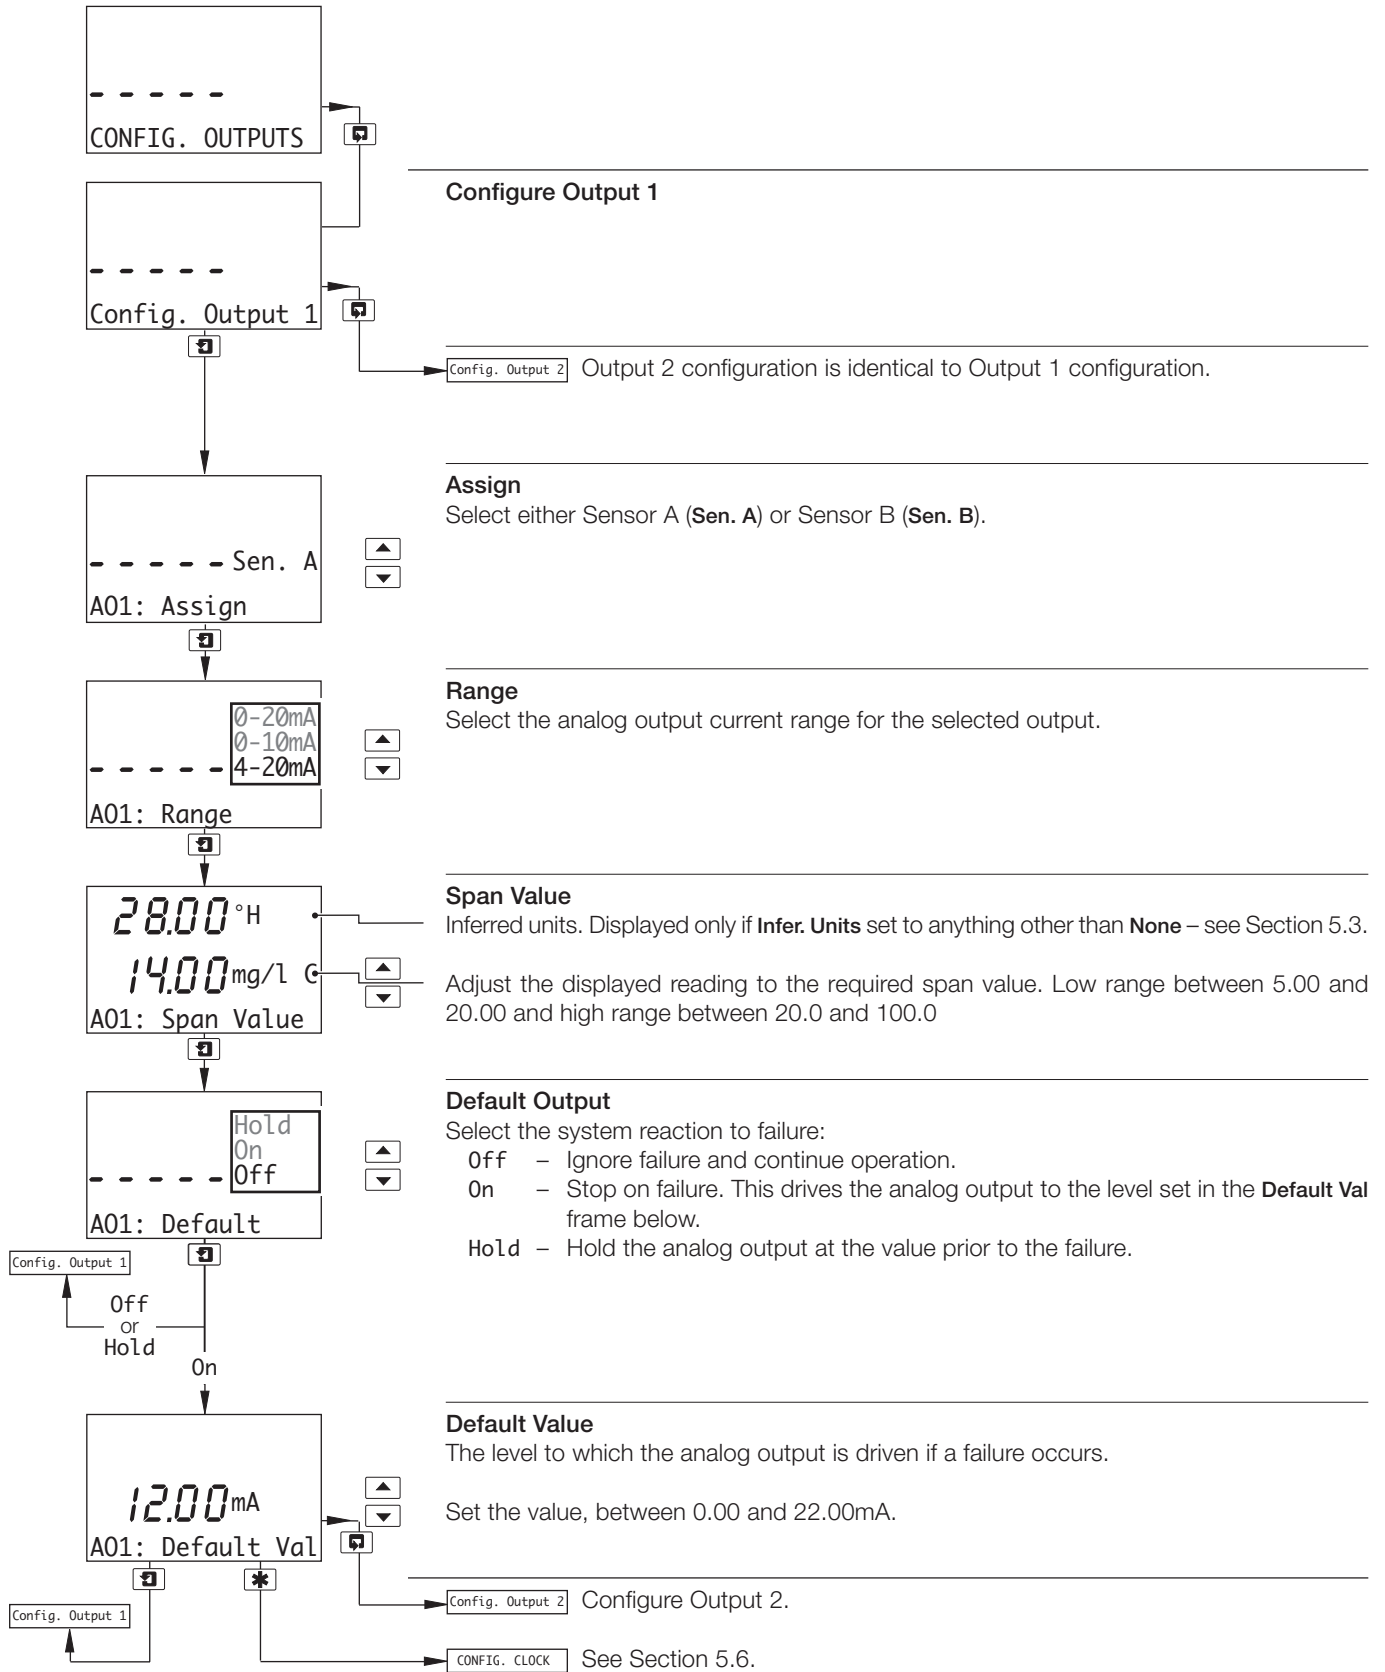 - - - - -
CONFIG. OUTPUTS
Configure Output 1
- - - - -
Config. Output 1
Config. Output 2 Output 2 configuration is identical to Output 1 configuration.
Assign
Select either Sensor A (Sen. A) or Sensor B (Sen. B).
- - - - - Sen. A
AO1: Assign
Range
Select the analog output current range for the selected output.
0-20mA
0-10mA
- - - - - 4-20mA
AO1: Range
Span Value
28.00 °H
Inferred units. Displayed only if Infer. Units set to anything other than None – see Section 5.3.
14.00 mg/l C
Adjust the displayed reading to the required span value. Low range between 5.00 and
20.00 and high range between 20.0 and 100.0
AO1: Span Value
Default Output
Select the system reaction to failure:
Off – Ignore failure and continue operation.
On – Stop on failure. This drives the analog output to the level set in the Default Val
frame below.
Hold – Hold the analog output at the value prior to the failure.
Hold
On
- - - - - Off
AO1: Default
Config. Output 1
Off
or
Hold
On
Default Value
The level to which the analog output is driven if a failure occurs.
Set the value, between 0.00 and 22.00mA.
12.00 mA
AO1: Default Val
Config. Output 2 Configure Output 2.
Config. Output 1
CONFIG. CLOCK See Section 5.6.